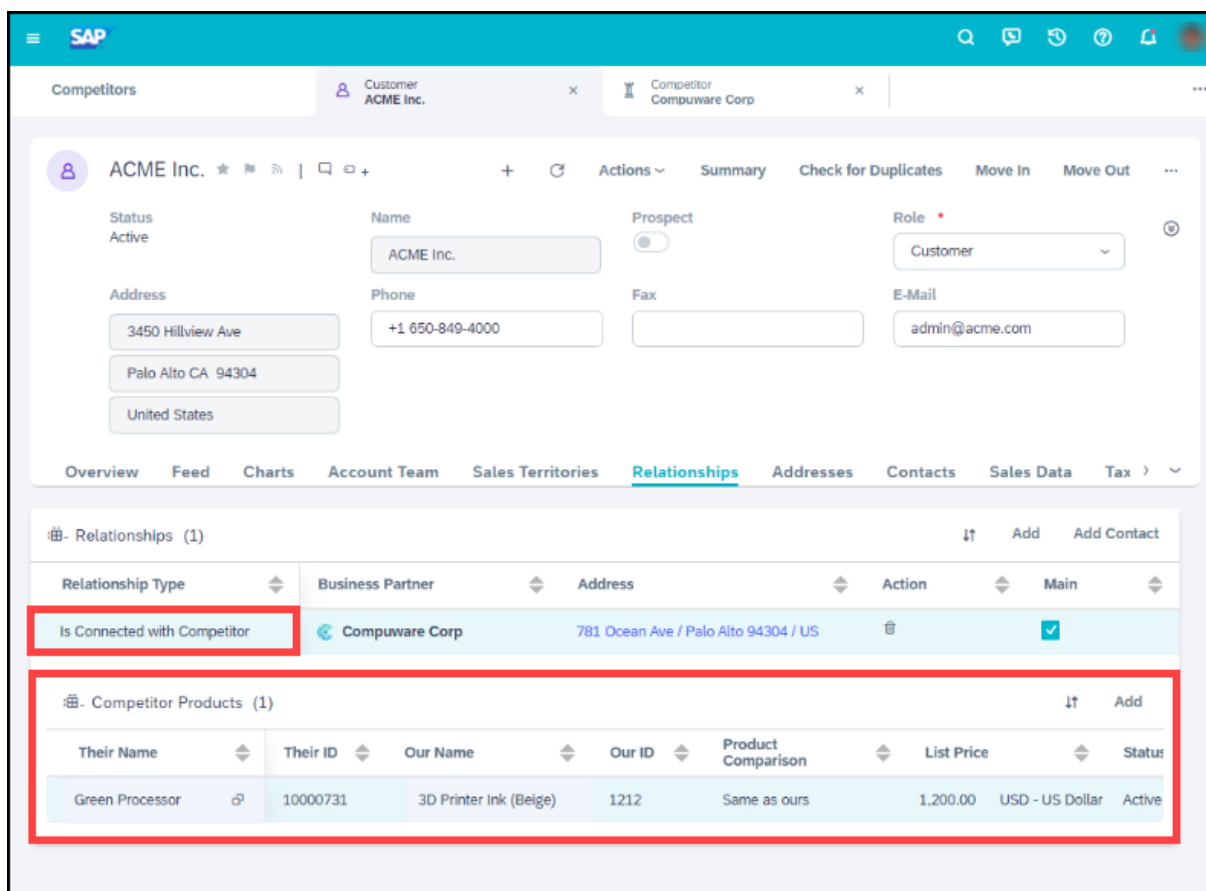 SAP
Competitors
Customer
ACME Inc.
Competitor
Compuware Corp
ACME Inc.
Actions
Summary
Check for Duplicates
Move In
Move Out
Status
Active
Name
ACME Inc.
Prospect
Role *
Customer
Address
3450 Hillview Ave
Palo Alto CA 94304
United States
Phone
+1 650-849-4000
Fax
E-Mail
admin@acme.com
Overview Feed Charts Account Team Sales Territories Relationships Addresses Contacts Sales Data Tax
Relationships (1)
Add Add Contact
Relationship Type Business Partner Address Action Main
Is Connected with Competitor Compuware Corp 781 Ocean Ave / Palo Alto 94304 / US
Competitor Products (1)
Add
Their Name Their ID Our Name Our ID Product Comparison List Price Status
Green Processor 10000731 3D Printer Ink (Beige) 1212 Same as ours 1,200.00 USD - US Dollar Active